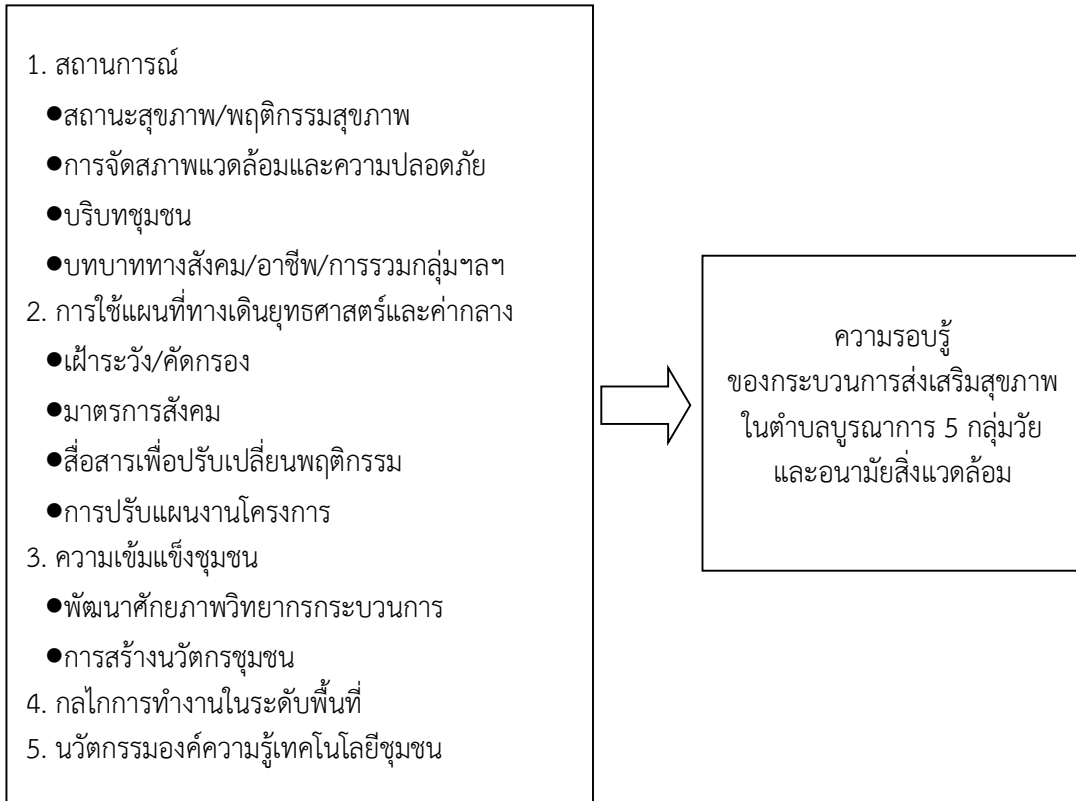 1. สถานการณ์
●สถานะสุขภาพ/พฤติกรรมสุขภาพ
●การจัดสภาพแวดล้อมและความปลอดภัย
●บริบทชุมชน
●บทบาททางสังคม/อาชีพ/การรวมกลุ่มฯลฯ
2. การใช้แผนที่ทางเดินยุทธศาสตร์และค่ากลาง
●เฝ้าระวัง/คัดกรอง
●มาตรการสังคม
●สื่อสารเพื่อปรับเปลี่ยนพฤติกรรม
●การปรับแผนงานโครงการ
3. ความเข้มแข็งชุมชน
●พัฒนาศักยภาพวิทยากรกระบวนการ
●การสร้างนวัตกรชุมชน
4. กลไกการทำงานในระดับพื้นที่
5. นวัตกรรมองค์ความรู้เทคโนโลยีชุมชน
ความรอบรู้
ของกระบวนการส่งเสริมสุขภาพ
ในตำบลบูรณาการ 5 กลุ่มวัย
และอนามัยสิ่งแวดล้อม